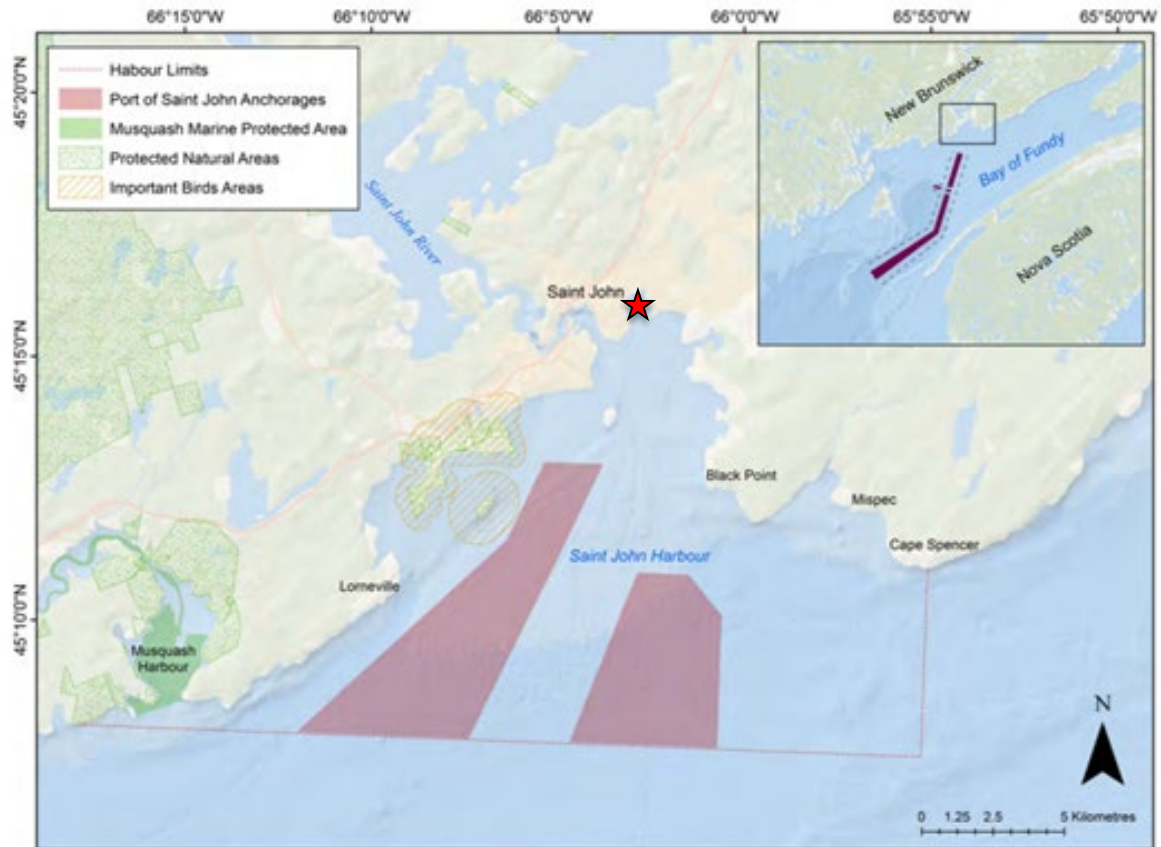 66°15'0"W
66°10'0"W
66°5'0"W
66°0'0"W
65°55'0"W
65°50'0"W
45°20'0"N
45°15'0"N
45°10'0"N
Habour Limits
Port of Saint John Anchorages
Musquash Marine Protected Area
Protected Natural Areas
Important Birds Areas
New Brunswick
Bay of Fundy
Nova Scotia
Saint John River
Saint John
Black Point
Mispec
Cape Spencer
Saint John Harbour
Lorneville
Musquash
Harbour
N
0 1.25 2.5 5 Kilometres